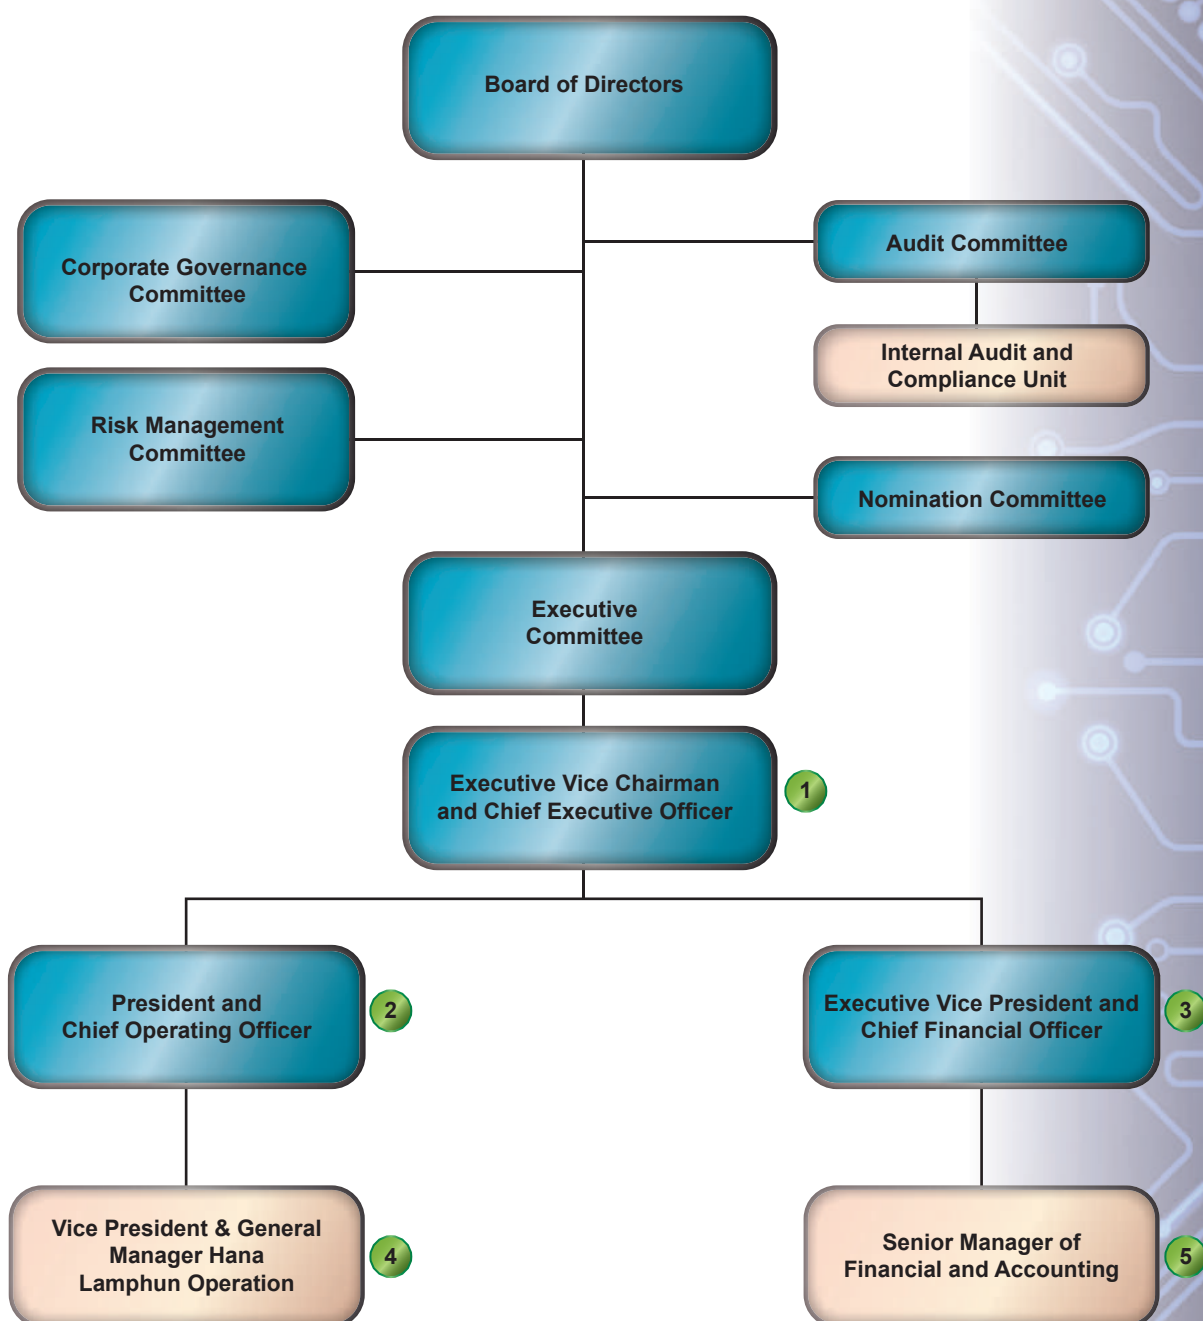 Board of Directors
Corporate Governance
Committee
Audit Committee
Internal Audit and
Compliance Unit
Risk Management
Committee
Nomination Committee
Executive
Committee
Executive Vice Chairman
and Chief Executive Officer
1
President and
Chief Operating Officer
2
Executive Vice President and
Chief Financial Officer
3
Vice President & General
Manager Hana
Lamphun Operation
4
Senior Manager of
Financial and Accounting
5